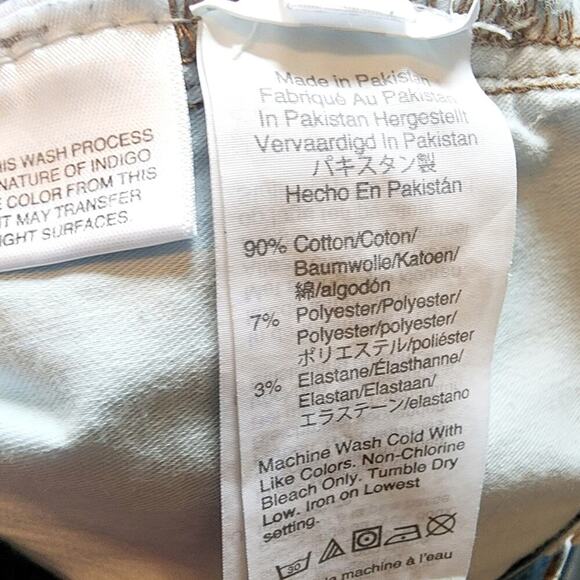 HIS WASH PROCESS
NATURE OF INDIGO
E COLOR FROM THIS
IT MAY TRANSFER
IGHT SURFACES.
Made in Pakistan
Fabriqué Au Pakistan
In Pakistan Hergestellt
Vervaardigd In Pakistan
パキスタン製
Hecho En Pakistán
90% Cotton/Coton/
Baumwolle/Katoen/
綿/algodón
7% Polyester/Polyester/
Polyester/polyester/
ポリエステル/poliéster
3% Elastane/Élasthanne/
Elastan/Elastaan/
エラステーン/elastano
Machine Wash Cold With
Like Colors. Non-Chlorine
Bleach Only. Tumble Dry
Low. Iron on Lowest
setting.
30
machine à l'eau